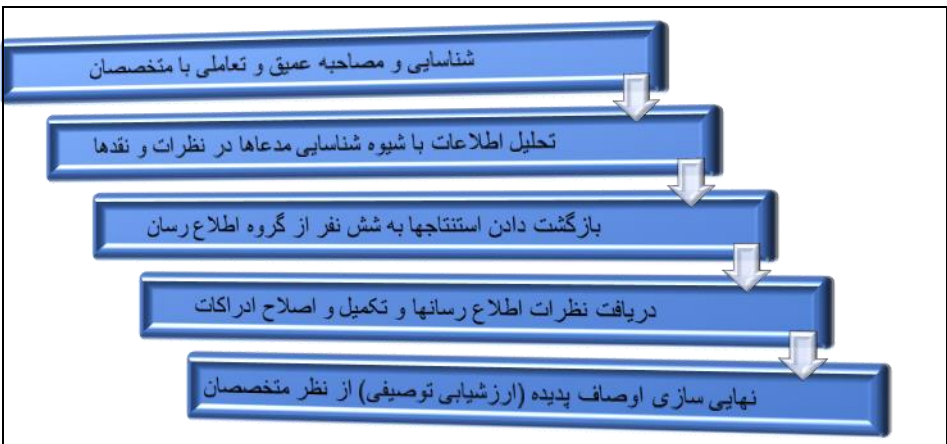 شناسایی و مصاحبه عمیق و تعاملی با متخصصان
تحلیل اطلاعات با شیوه شناسایی مدعاها در نظرات و نقدها
بازگشت دادن استنتاجها به شش نفر از گروه اطلاع رسان
دریافت نظرات اطلاع رسانها و تکمیل و اصلاح ادراکات
نهایی سازی اوصاف پدیده (ارزشیابی توصیفی) از نظر متخصصان